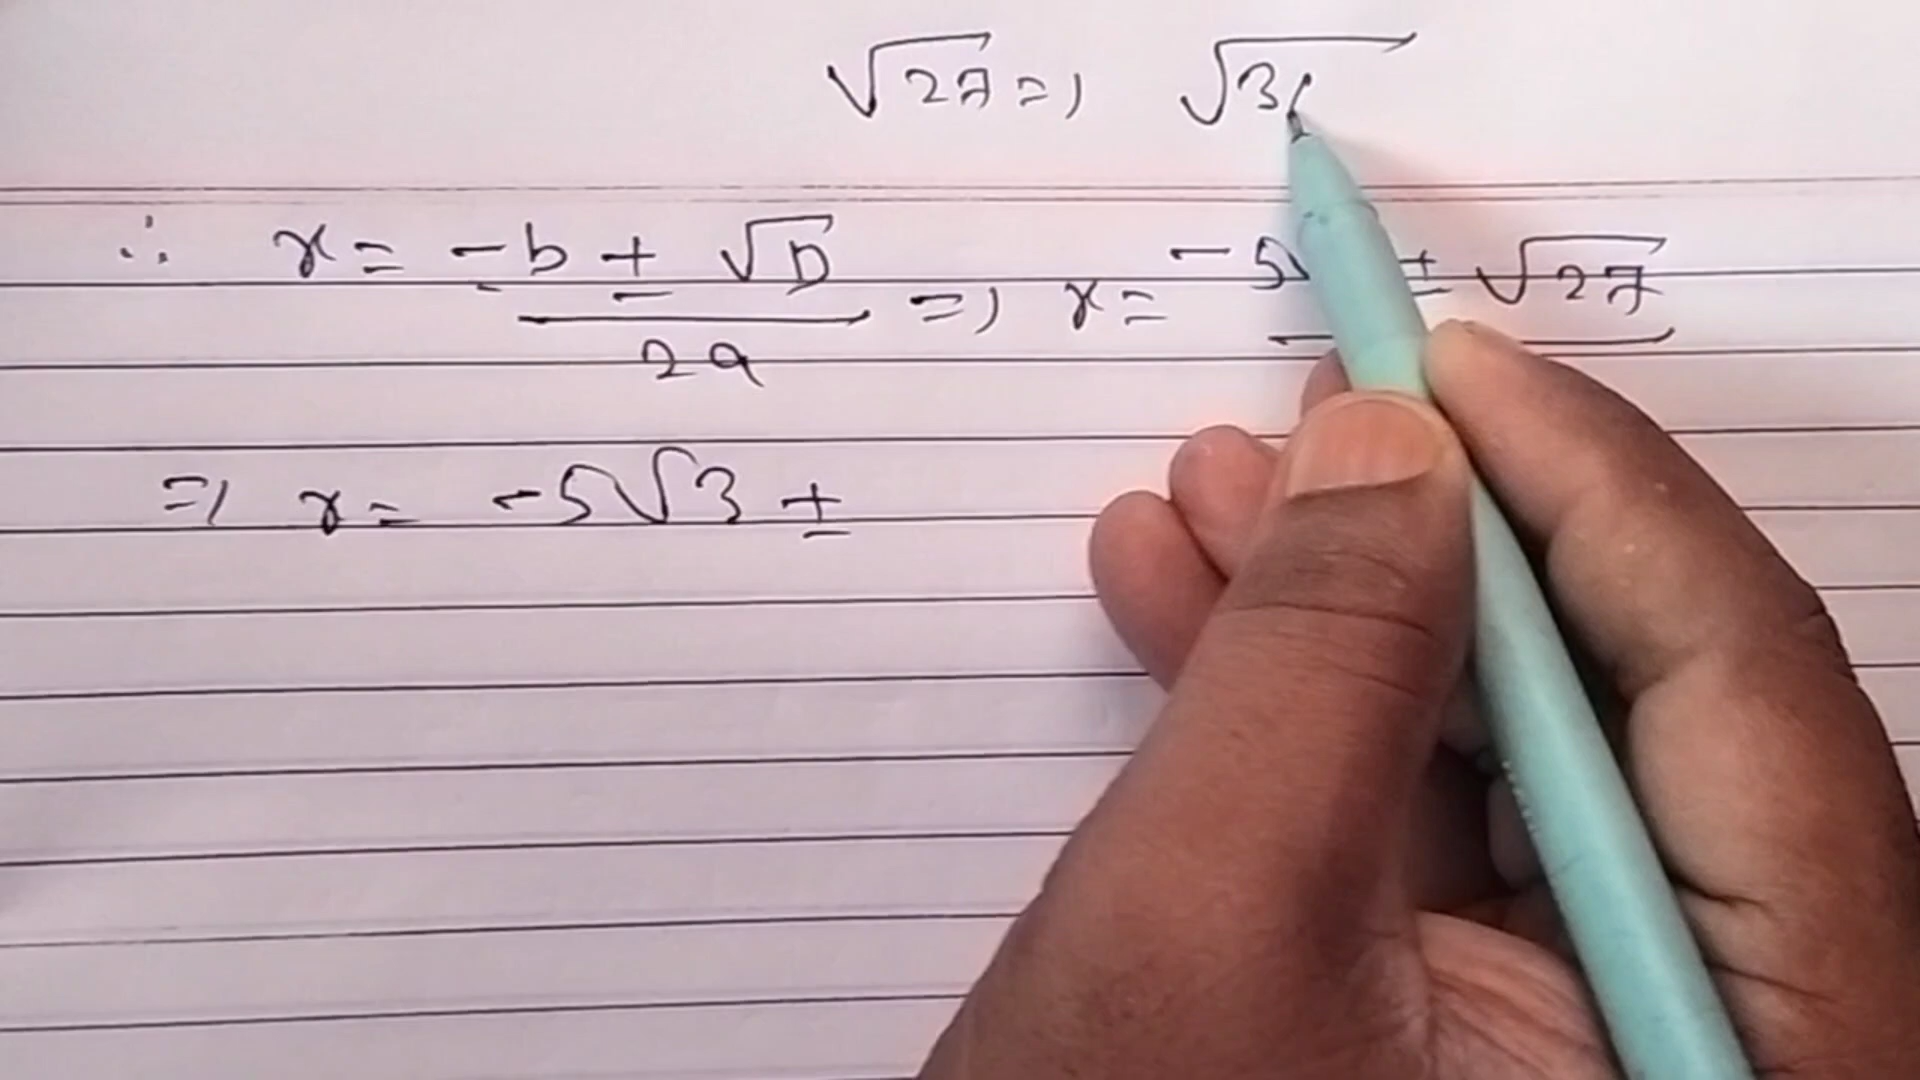 √27 => √3
∴ x = -b ± √D / 2a => x = -5√ ± √27
=> x = -5√3 ±